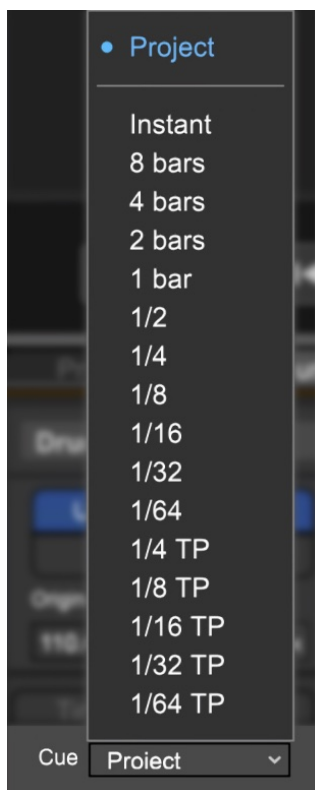 Project
Instant
8 bars
4 bars
2 bars
1 bar
1/2
1/4
1/8
1/16
1/32
1/64
1/4 TP
1/8 TP
1/16 TP
1/32 TP
1/64 TP
Cue Project